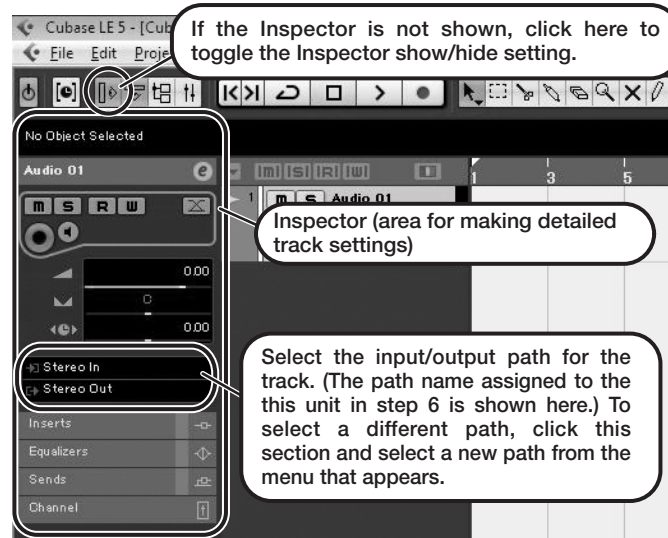 Cubase LE 5 - [Cub
If the Inspector is not shown, click here to
toggle the Inspector show/hide setting.
File Edit Proje
No Object Selected
Audio 01
e
m S R W
[m] [S] [R] [W]
1 3 5
1 m S Audio 01
Inspector (area for making detailed
track settings)
0.00
C
0.00
Stereo In
Stereo Out
Select the input/output path for the
track. (The path name assigned to the
this unit in step 6 is shown here.) To
select a different path, click this
section and select a new path from the
menu that appears.
Inserts
Equalizers
Sends
Channel